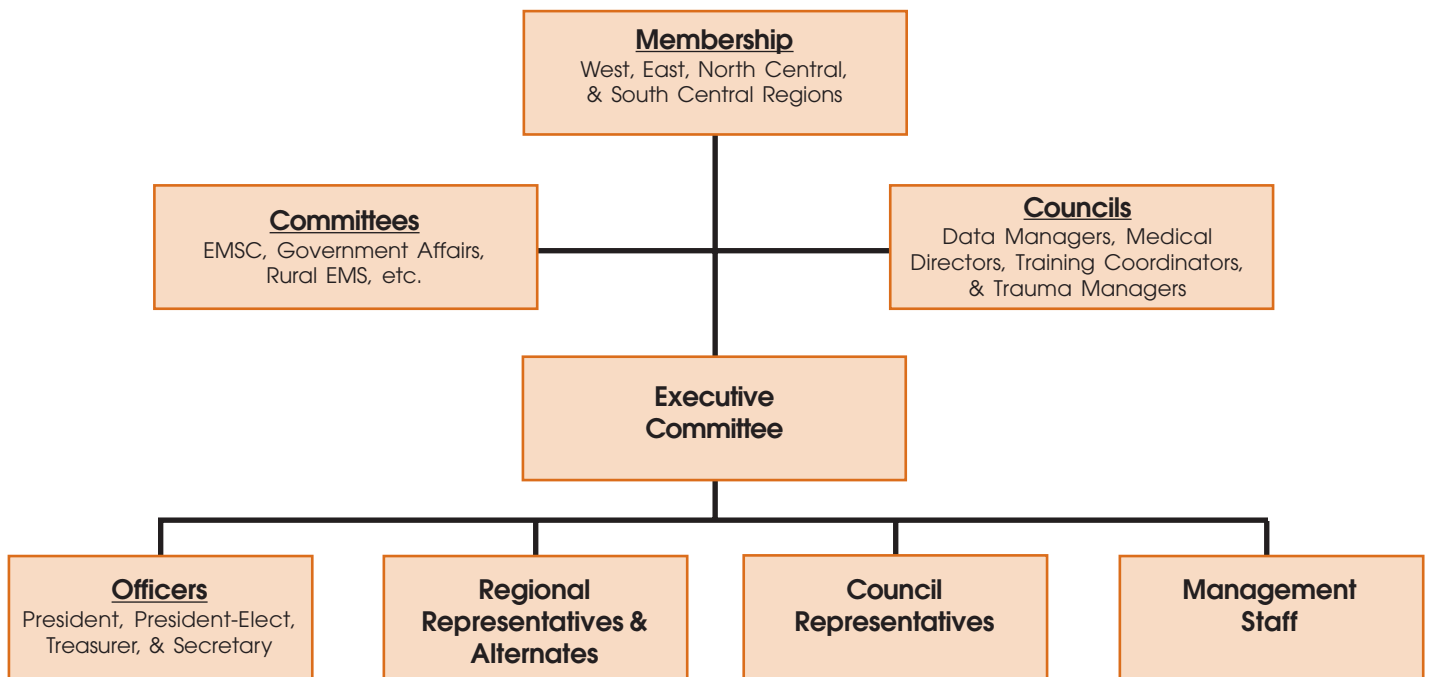 Membership
West, East, North Central,
& South Central Regions
Committees
EMSC, Government Affairs,
Rural EMS, etc.
Councils
Data Managers, Medical
Directors, Training Coordinators,
& Trauma Managers
Executive
Committee
Officers
President, President-Elect,
Treasurer, & Secretary
Regional
Representatives &
Alternates
Council
Representatives
Management
Staff